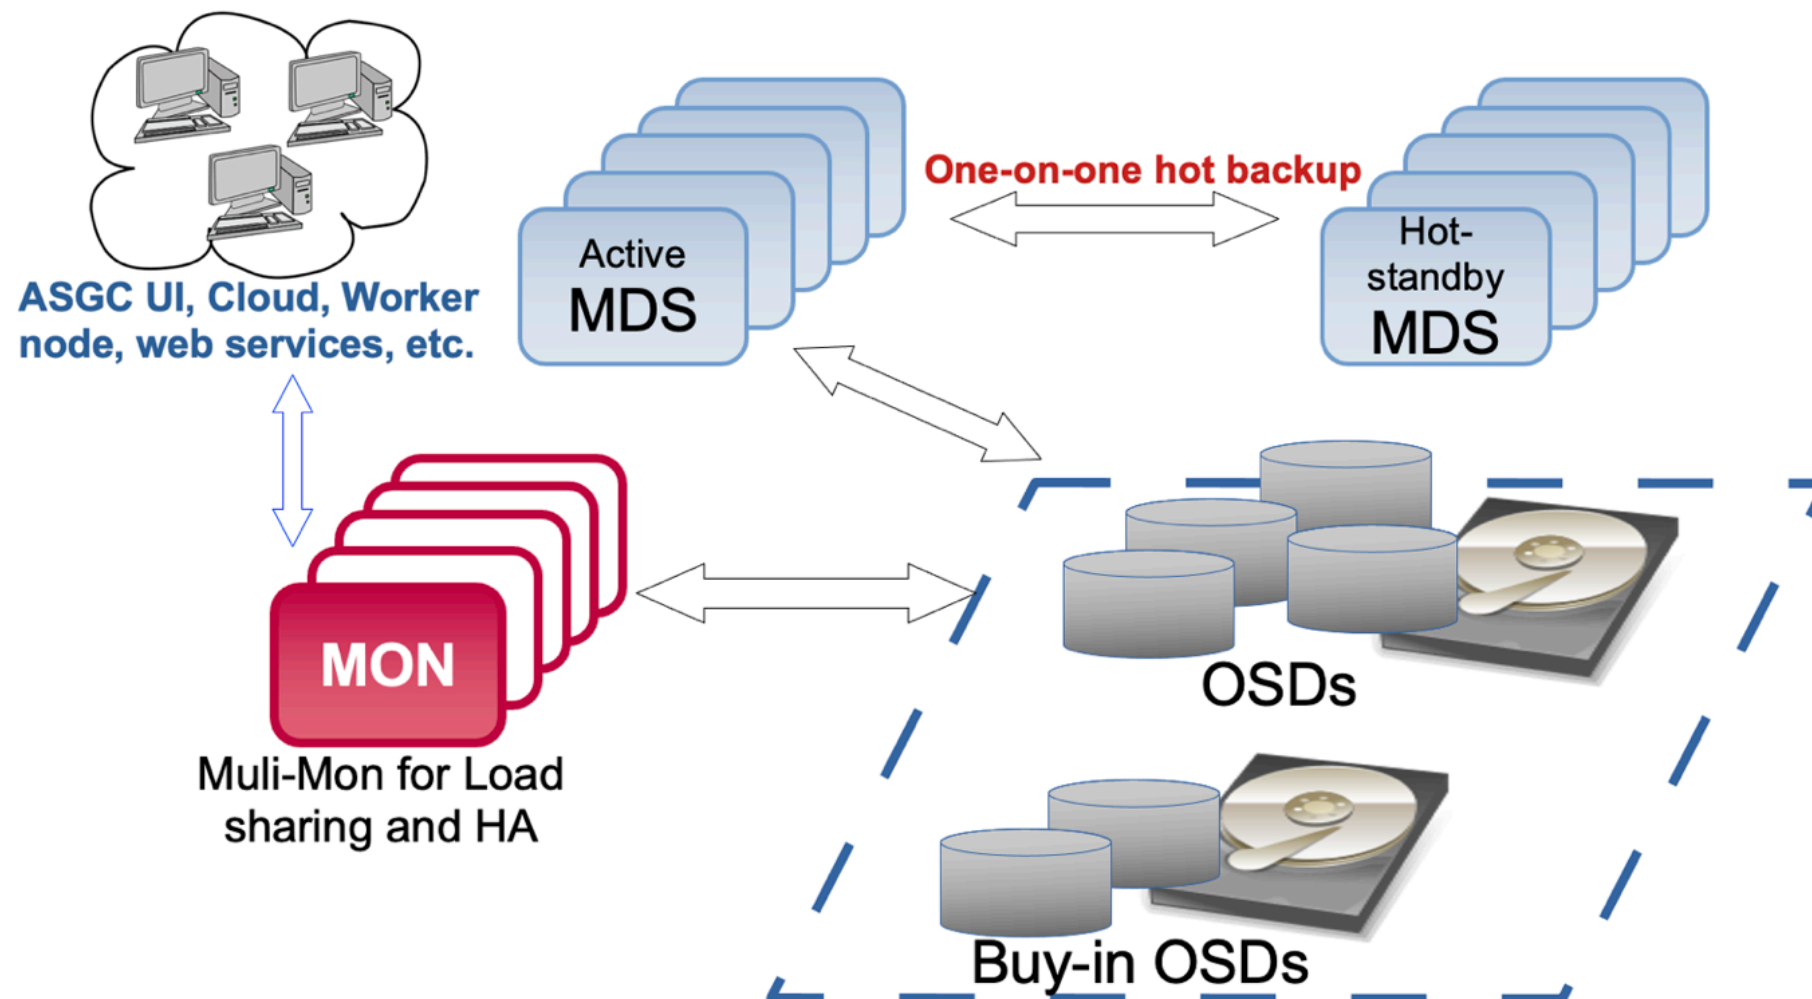 One-on-one hot backup
Active
MDS
Hot-
standby
MDS
ASGC UI, Cloud, Worker
node, web services, etc.
MON
Muli-Mon for Load
sharing and HA
OSDs
Buy-in OSDs